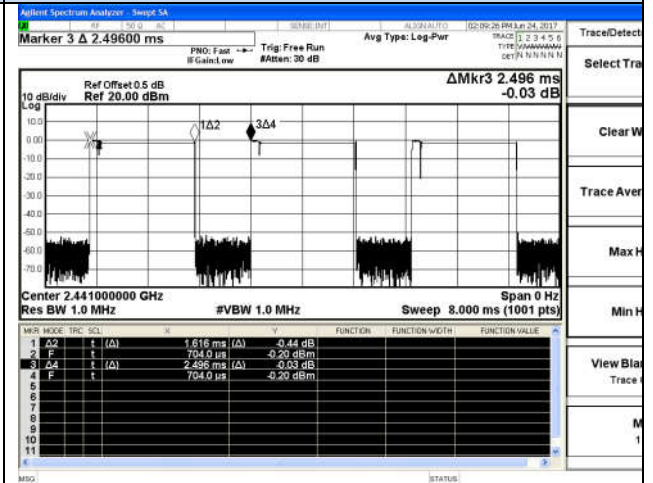 Agilent Spectrum Analyzer - Swept SA
RF 50 Ω AC SENSE:INT ALIGNAUTO 02:09:26 PM Jun 24, 2017
Marker 3 Δ 2.49600 ms
PNO: Fast
IFGain:Low
Trig: Free Run
#Atten: 30 dB
Avg Type: Log-Pwr
TRACE 1 2 3 4 5 6
TYPE
DET N N N N N N
Trace/Detect
Select Tra
Clear W
Trace Aver
Max H
Min H
View Blan
Trace
M
1
Ref Offset 0.5 dB
10 dB/div Ref 20.00 dBm
ΔMkr3 2.496 ms
-0.03 dB
Log
10.0
0.00
-10.0
-20.0
-30.0
-40.0
-50.0
-60.0
-70.0
1Δ2
3Δ4
Center 2.441000000 GHz
Span 0 Hz
Res BW 1.0 MHz
#VBW 1.0 MHz
Sweep 8.000 ms (1001 pts)
MKR MODE TRC SCL X Y FUNCTION FUNCTION WIDTH FUNCTION VALUE
1 Δ2 t (Δ) 1.616 ms (Δ) -0.44 dB
2 F t 704.0 µs -0.20 dBm
3 Δ4 t (Δ) 2.496 ms (Δ) -0.03 dB
4 F t 704.0 µs -0.20 dBm
5
6
7
8
9
10
11
MSG
STATUS